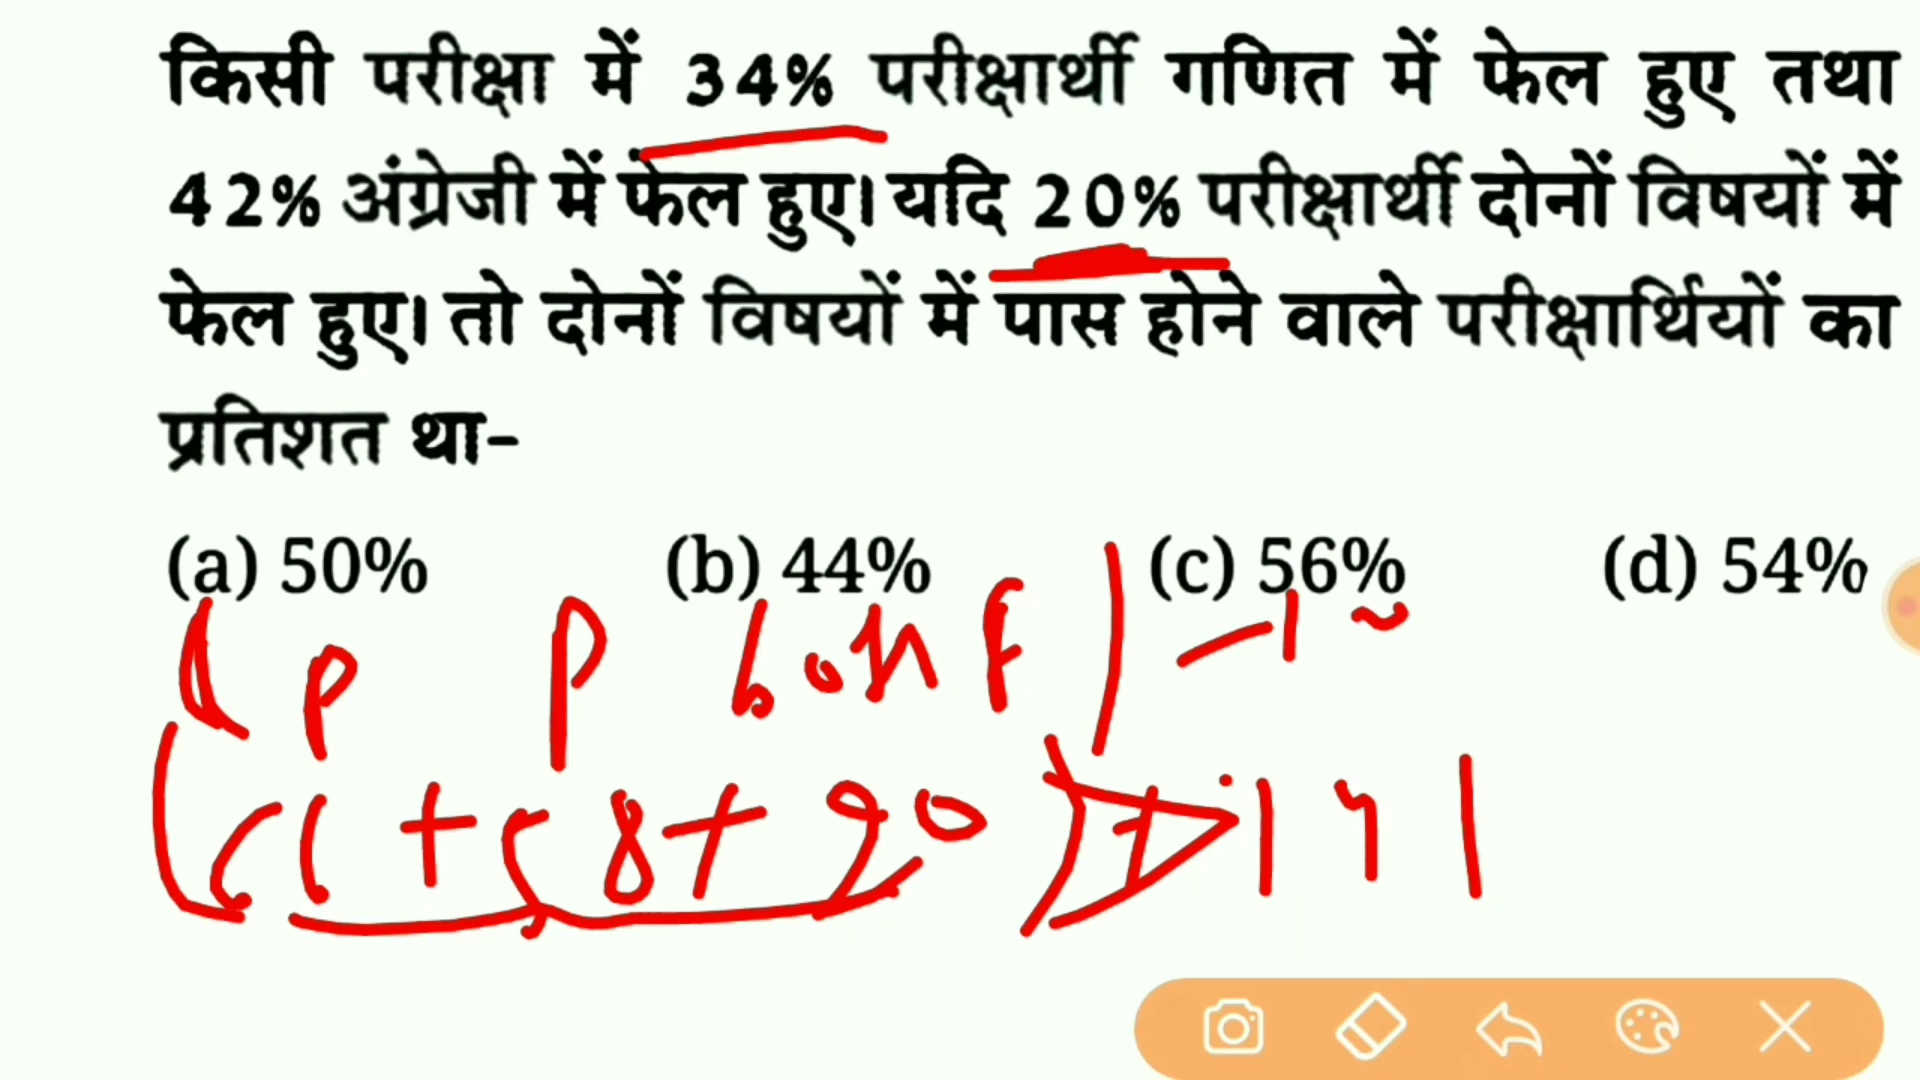 किसी परीक्षा में 34% परीक्षार्थी गणित में फेल हुए तथा
42% अंग्रेजी में फेल हुए। यदि 20% परीक्षार्थी दोनों विषयों में
फेल हुए। तो दोनों विषयों में पास होने वाले परीक्षार्थियों का
प्रतिशत था-
(a) 50% (b) 44% (c) 56% (d) 54%